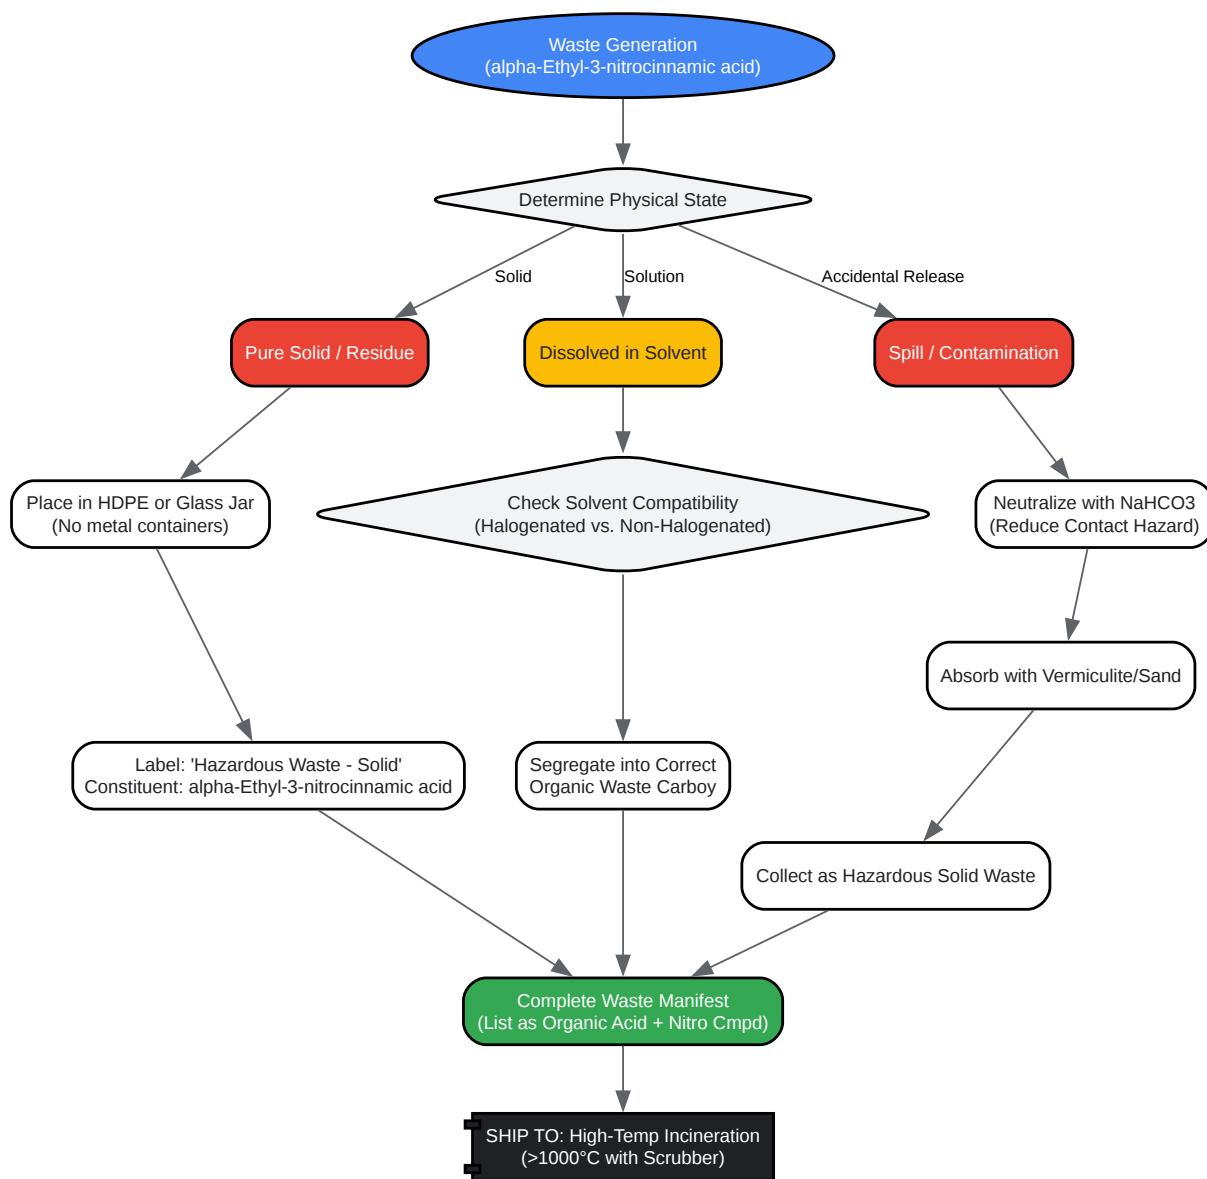 Waste Generation
(alpha-Ethyl-3-nitrocinnamic acid)
Determine Physical State
Solid
Solution
Accidental Release
Pure Solid / Residue
Dissolved in Solvent
Spill / Contamination
Place in HDPE or Glass Jar
(No metal containers)
Check Solvent Compatibility
(Halogenated vs. Non-Halogenated)
Neutralize with NaHCO3
(Reduce Contact Hazard)
Absorb with Vermiculite/Sand
Label: 'Hazardous Waste - Solid'
Constituent: alpha-Ethyl-3-nitrocinnamic acid
Segregate into Correct
Organic Waste Carboy
Collect as Hazardous Solid Waste
Complete Waste Manifest
(List as Organic Acid + Nitro Cmpd)
SHIP TO: High-Temp Incineration
(>1000°C with Scrubber)